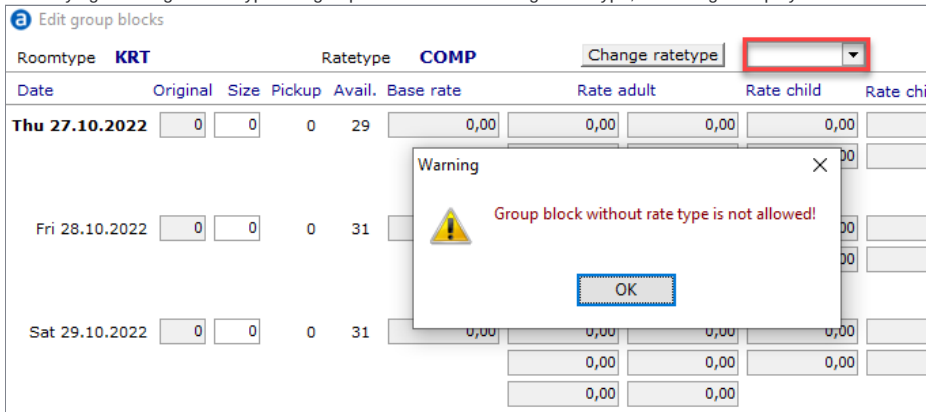 Edit group blocks
Roomtype KRT Ratetype COMP Change ratetype
Date Original Size Pickup Avail. Base rate Rate adult Rate child Rate chi
Thu 27.10.2022 0 0 0 29 0,00 0,00 0,00 0,00
Warning
Group block without rate type is not allowed!
Fri 28.10.2022 0 0 0 31
OK
Sat 29.10.2022 0 0 0 31 0,00 0,00 0,00 0,00
0,00 0,00 0,00
0,00 0,00